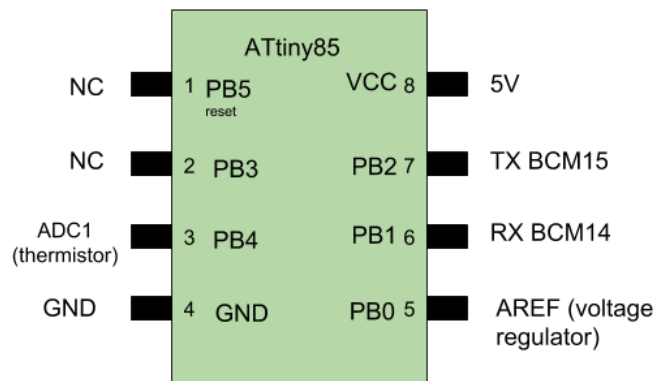 ATtiny85
NC 1 PB5 VCC 8 5V
reset
NC 2 PB3 PB2 7 TX BCM15
ADC1
(thermistor) 3 PB4 PB1 6 RX BCM14
GND 4 GND PB0 5 AREF (voltage
regulator)